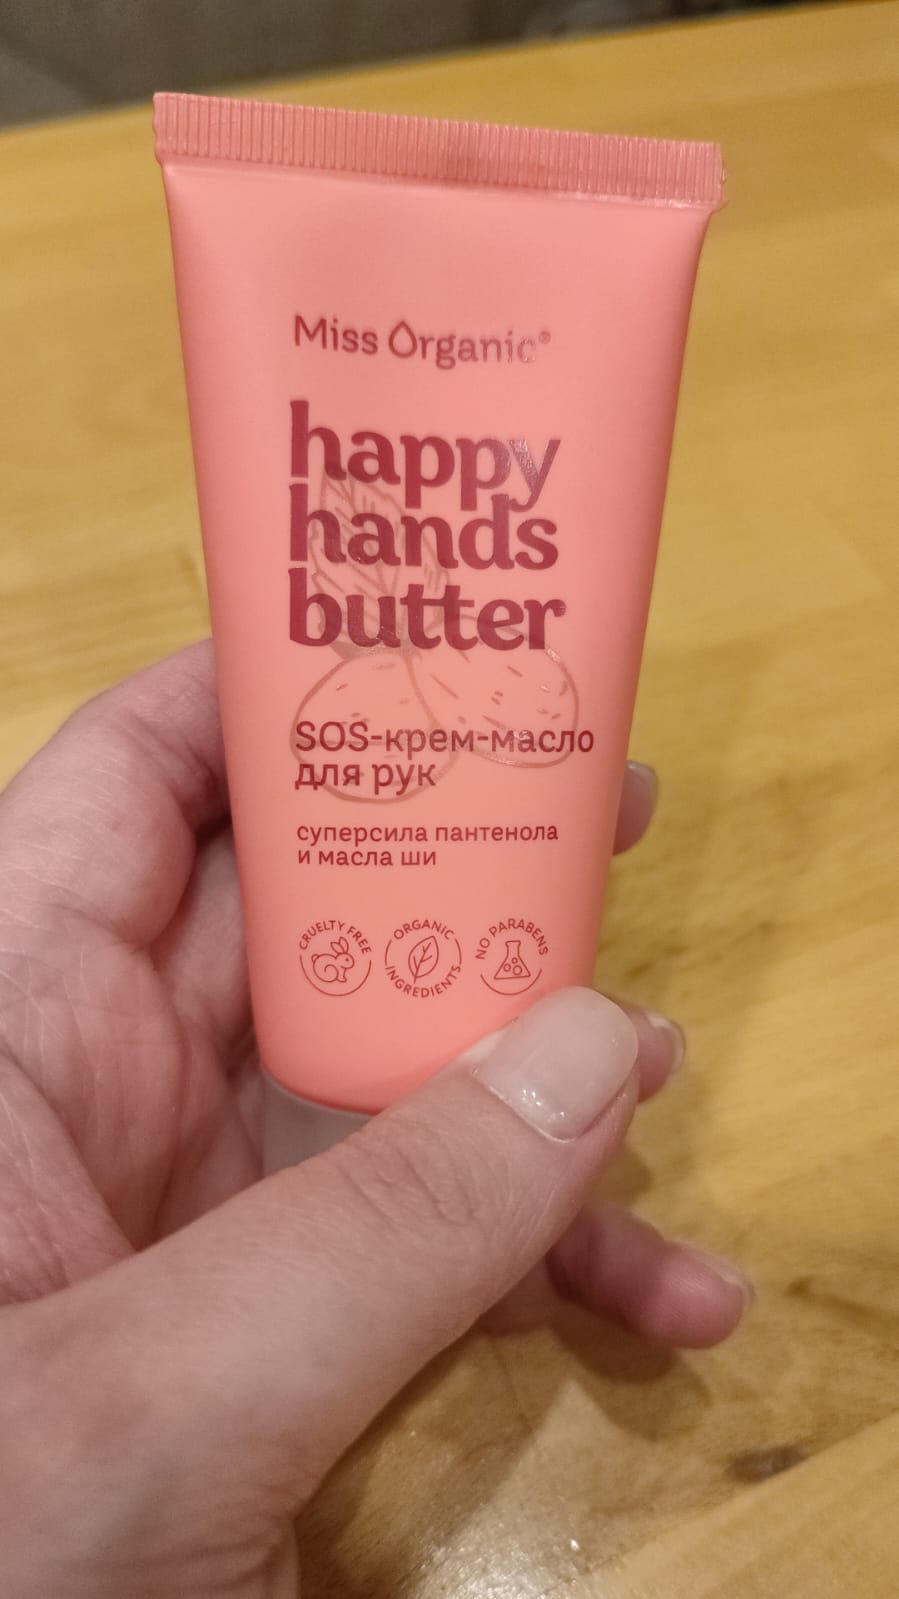 Miss Organic®
happy
hands
butter
SOS-крем-масло
для рук
суперсила пантенола
и масла ши
CRUELTY FREE
ORGANIC
INGREDIENTS
NO PARABENS